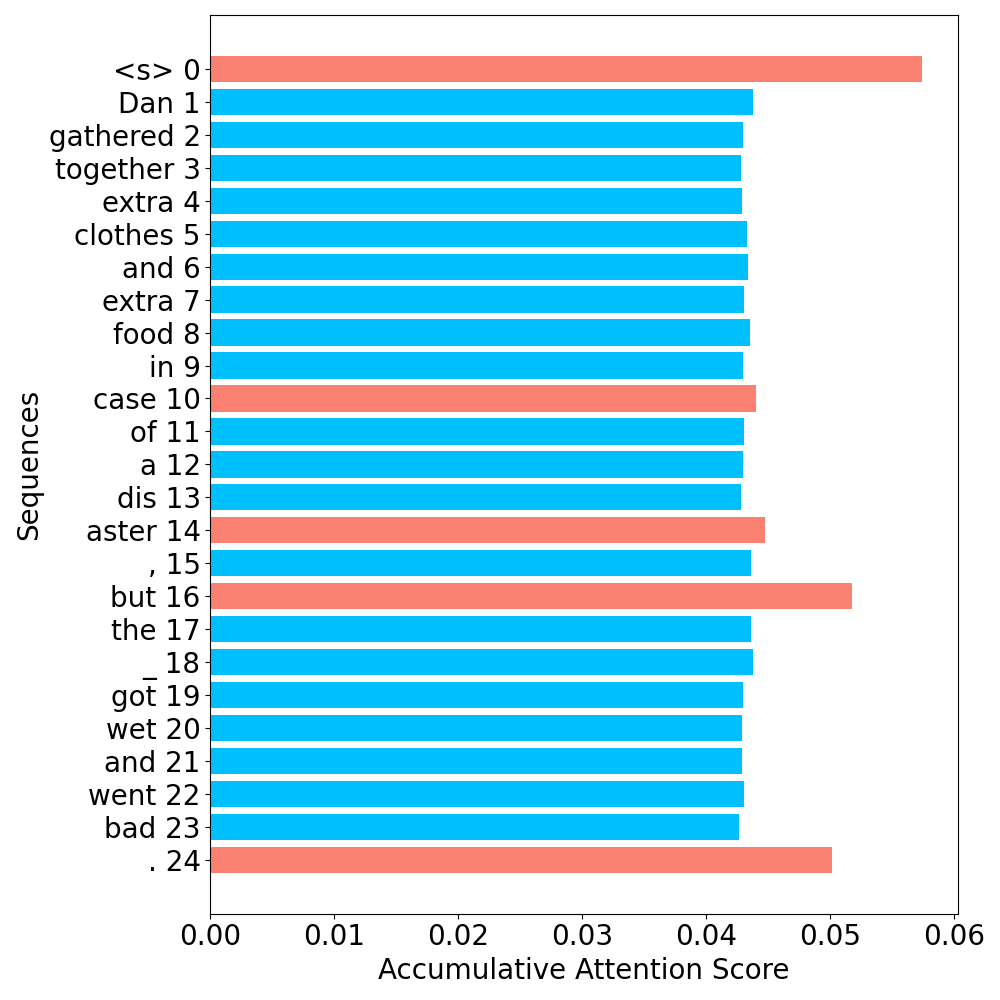 <s> 0
Dan 1
gathered 2
together 3
extra 4
clothes 5
and 6
extra 7
food 8
in 9
case 10
of 11
a 12
dis 13
aster 14
, 15
but 16
the 17
_ 18
got 19
wet 20
and 21
went 22
bad 23
. 24
Sequences
0.00 0.01 0.02 0.03 0.04 0.05 0.06
Accumulative Attention Score